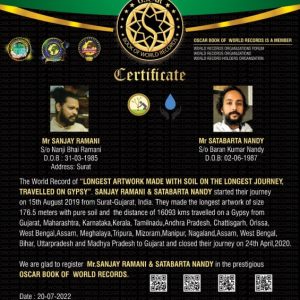 OSCAR
BOOK OF WORLD RECORDS
OSCAR BOOK OF WORLD RECORDS IS A MEMBER
WORLD RECORDS ORGANIZATIONS FORUM
WORLD RECORDS ORGANIZATIONS
WORLD RECORD HOLDERS ORGANIZATION
Certificate
Mr SANJAY RAMANI
S/o Nanji Bhai Ramani
D.O.B : 31-03-1985
Address: Surat
Mr SATABARTA NANDY
S/o Baran Kumar Nandy
D.O.B: 02-06-1987
The World Record of "LONGEST ARTWORK MADE WITH SOIL ON THE LONGEST JOURNEY,
TRAVELLED ON GYPSY". SANJAY RAMANI & SATABARTA NANDY started their journey
on 15th August 2019 from Surat-Gujarat, India. They made the longest artwork of size
176.5 meters with pure soil and the distance of 16093 kms travelled on a Gypsy from
Gujarat, Maharashtra, Karnataka,Kerala, Tamilnadu,Andhra Pradesh, Chattisgarh, Orissa,
West Bengal,Assam, Meghalaya,Tripura, Mizoram,Manipur, Nagaland,Assam, West Bengal,
Bihar, Uttarpradesh and Madhya Pradesh to Gujarat and closed their journey on 24th April,2020.
We are glad to register Mr.SANJAY RAMANI & SATABARTA NANDY in the prestigious
OSCAR BOOK OF WORLD RECORDS.
Date : 20-07-2022